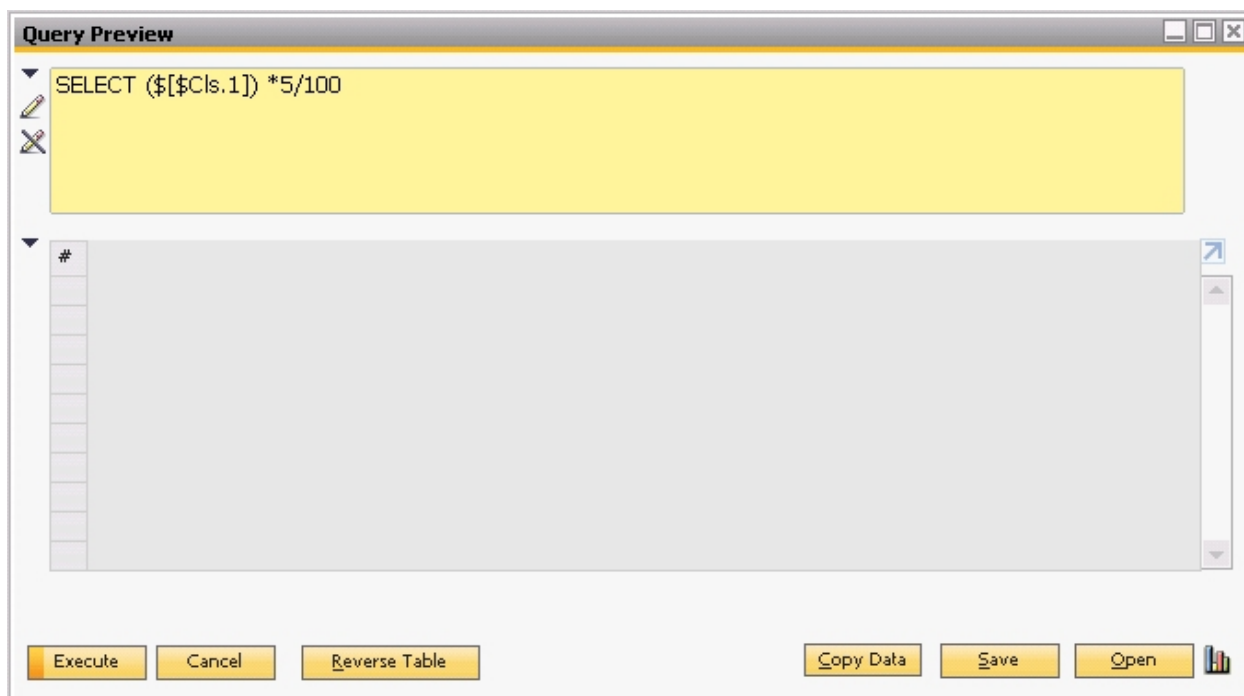 Query Preview
SELECT ($[$Cls.1]) *5/100
#
Execute Cancel Reverse Table Copy Data Save Open